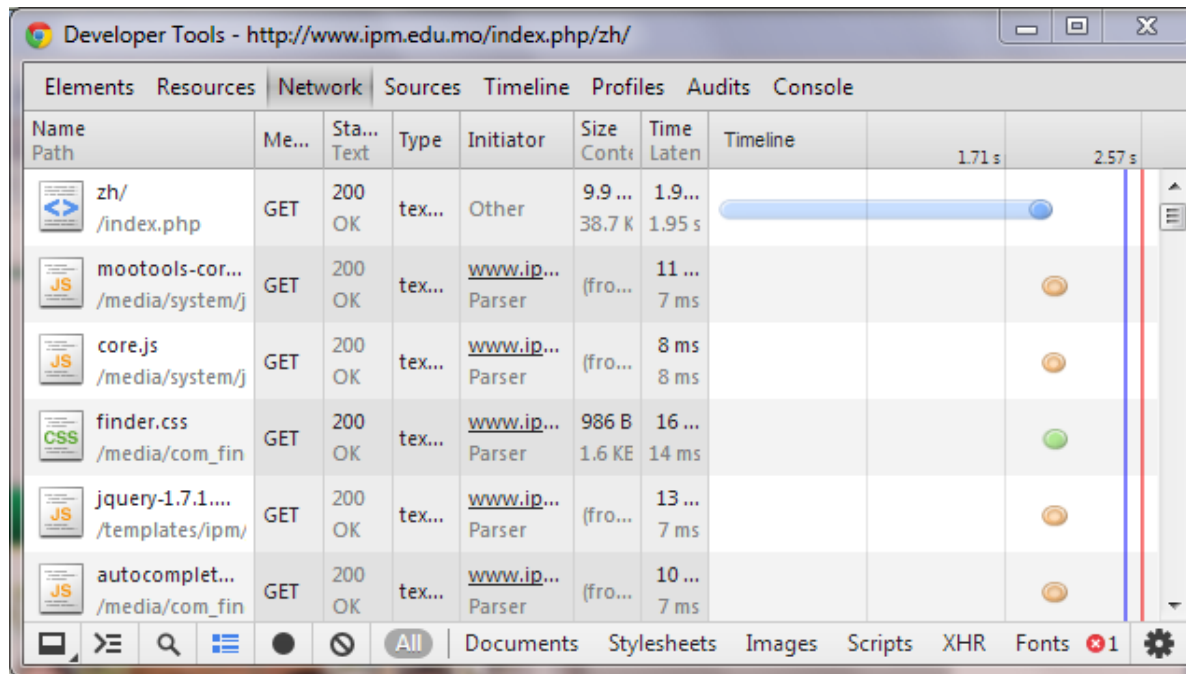 Developer Tools - http://www.ipm.edu.mo/index.php/zh/
Elements Resources Network Sources Timeline Profiles Audits Console
Name Me... Sta... Type Initiator Size Time Timeline
Path Text Conte Laten 1.71 s 2.57 s
zh/ 200 9.9 ... 1.9...
GET tex... Other
/index.php OK 38.7 K 1.95 s
mootools-cor... 200 www.ip... 11 ...
JS GET tex... (fro...
/media/system/j OK Parser 7 ms
core.js 200 www.ip... 8 ms
JS GET tex... (fro...
/media/system/j OK Parser 8 ms
finder.css 200 www.ip... 986 B 16 ...
CSS GET tex...
/media/com_fin OK Parser 1.6 KE 14 ms
jquery-1.7.1.... 200 www.ip... 13 ...
JS GET tex... (fro...
/templates/ipm/ OK Parser 7 ms
autocomplet... 200 www.ip... 10 ...
JS GET tex... (fro...
/media/com_fin OK Parser 7 ms
All Documents Stylesheets Images Scripts XHR Fonts 1